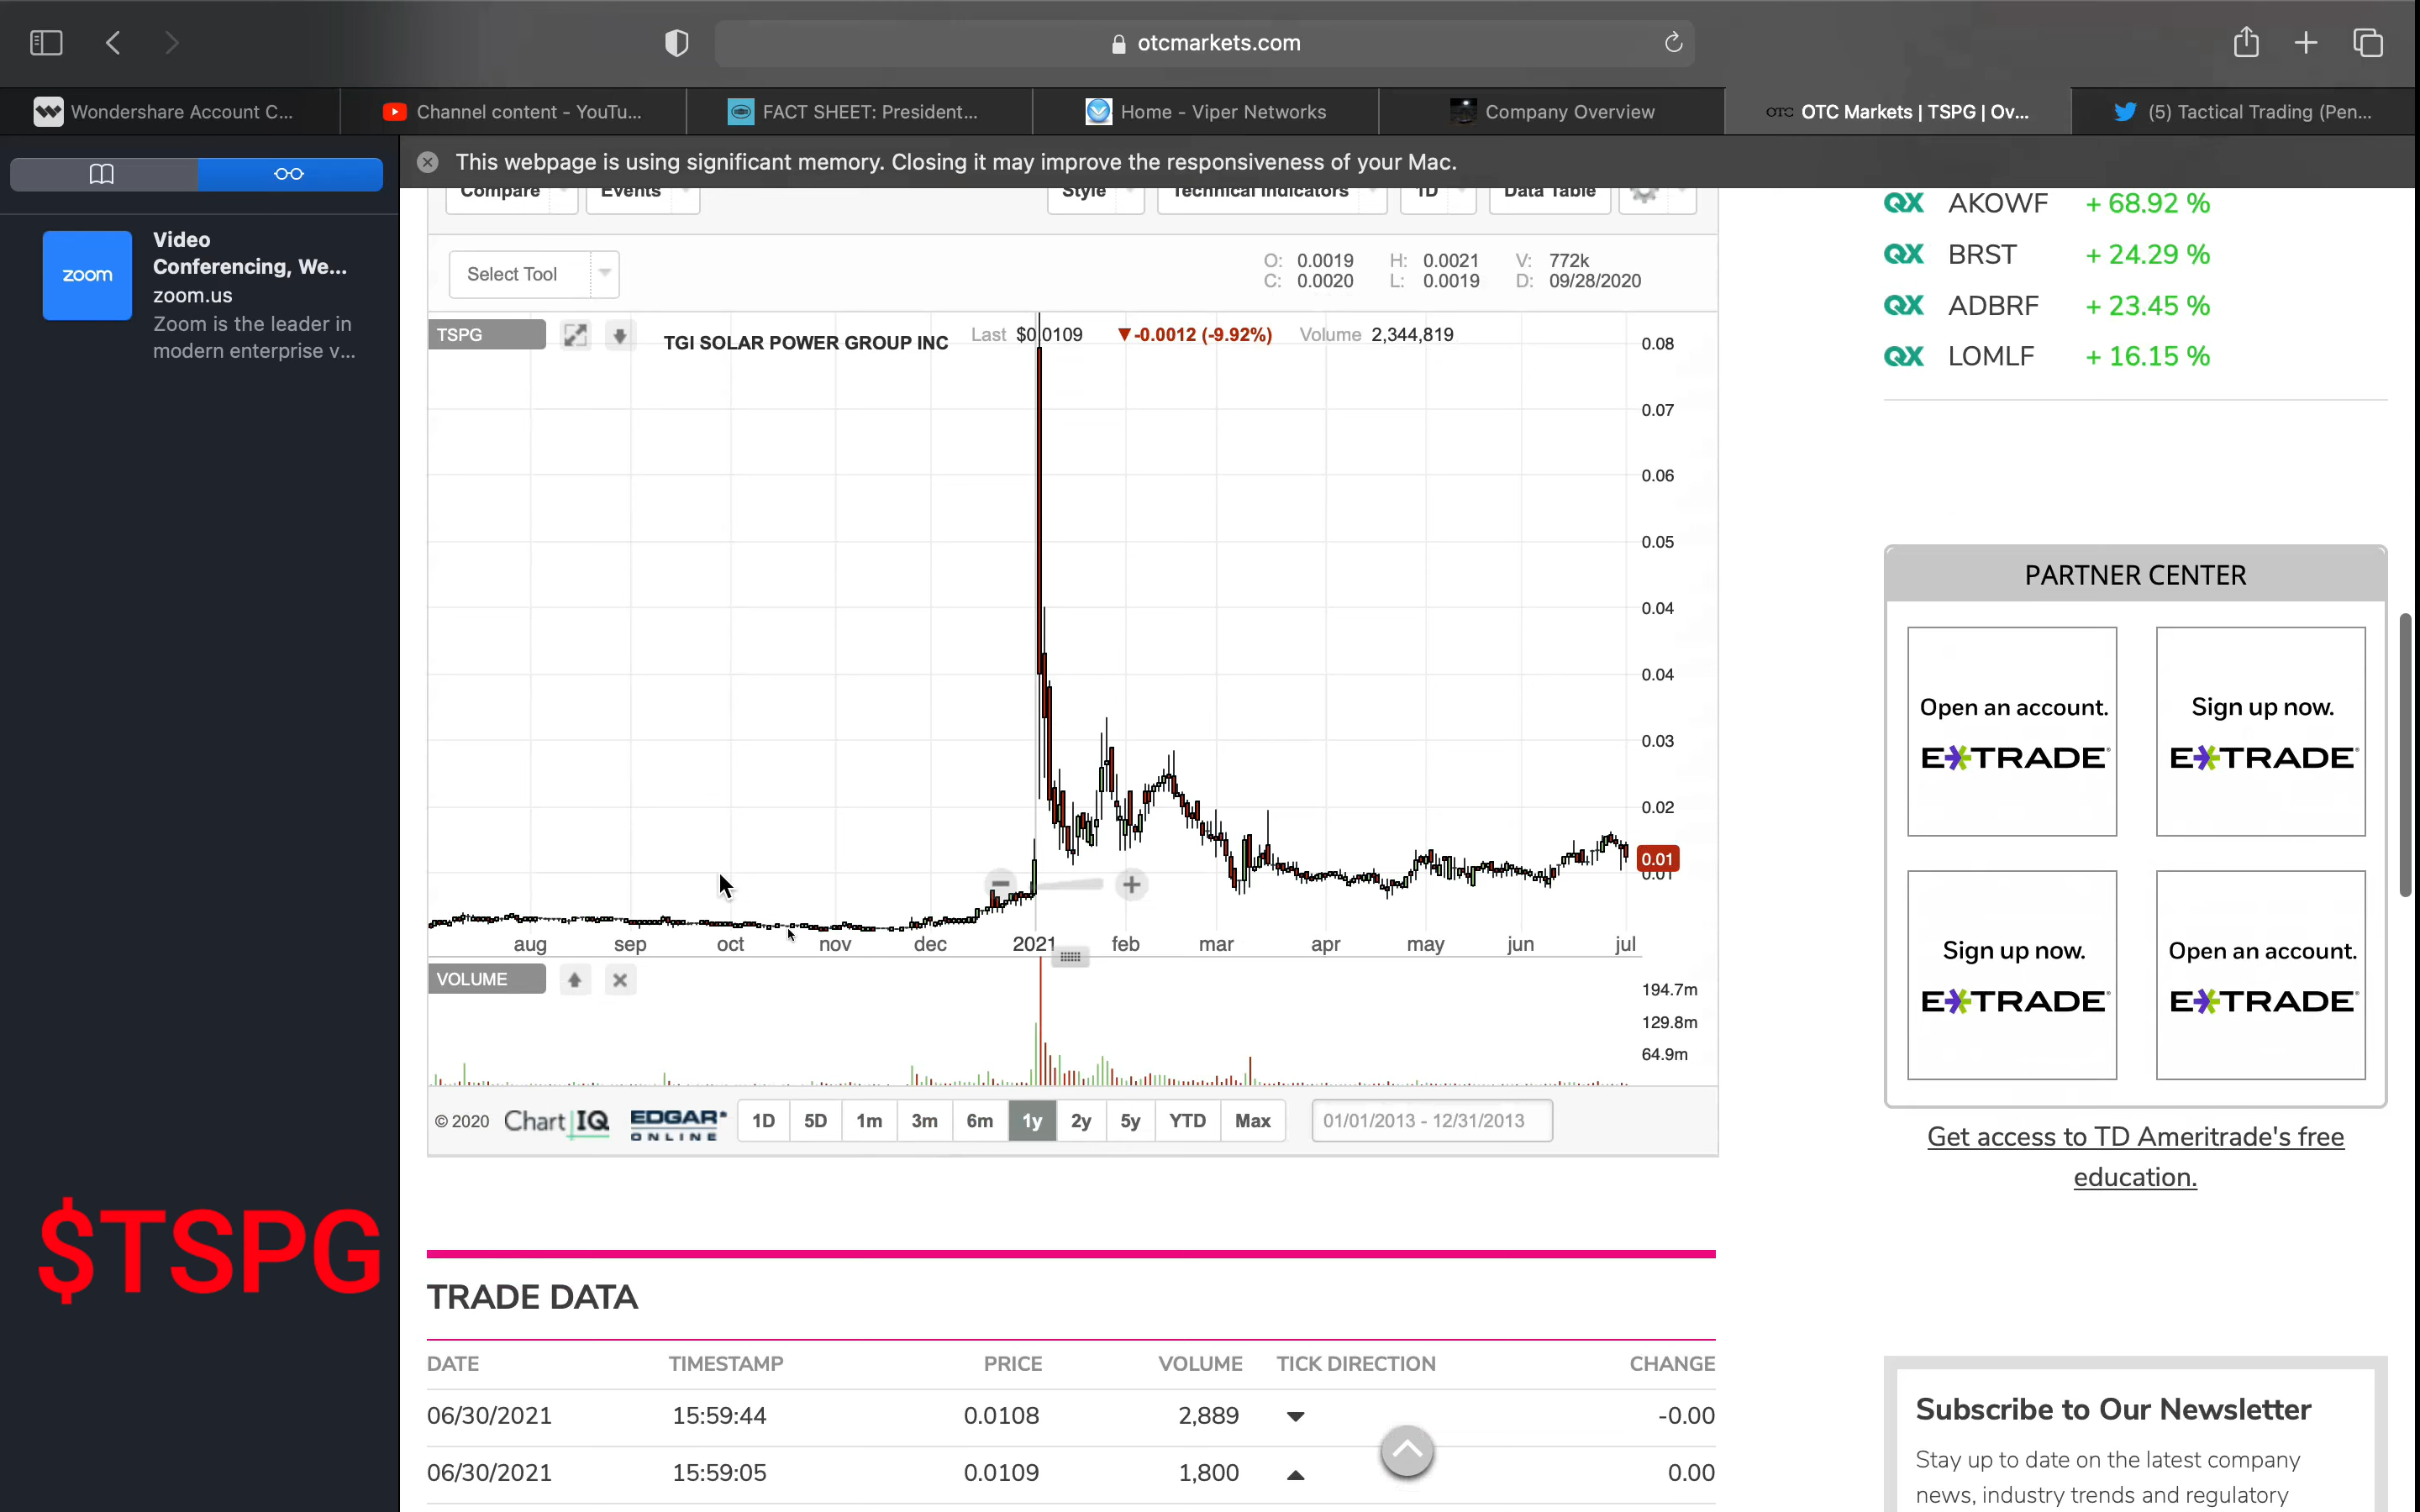 otcmarkets.com
Wondershare Account C...
Channel content - YouTu...
FACT SHEET: President...
Home - Viper Networks
Company Overview
OTC OTC Markets | TSPG | Ov...
(5) Tactical Trading (Pen...
This webpage is using significant memory. Closing it may improve the responsiveness of your Mac.
zoom
Video
Conferencing, We...
zoom.us
Zoom is the leader in
modern enterprise v...
Compare
Events
Style
Technical Indicators
1D
Data Table
Select Tool
O: 0.0019 H: 0.0021 V: 772k
C: 0.0020 L: 0.0019 D: 09/28/2020
TSPG
TGI SOLAR POWER GROUP INC
Last $0.0109 ▼-0.0012 (-9.92%) Volume 2,344,819
0.08
0.07
0.06
0.05
0.04
0.04
0.03
0.02
0.01
0.01
aug sep oct nov dec 2021 feb mar apr may jun jul
VOLUME
194.7m
129.8m
64.9m
© 2020 Chart IQ EDGAR ONLINE
1D 5D 1m 3m 6m 1y 2y 5y YTD Max
01/01/2013 - 12/31/2013
$TSPG
TRADE DATA
DATE TIMESTAMP PRICE VOLUME TICK DIRECTION CHANGE
06/30/2021 15:59:44 0.0108 2,889 ▼ -0.00
06/30/2021 15:59:05 0.0109 1,800 ▲ 0.00
QX AKOWF + 68.92 %
QX BRST + 24.29 %
QX ADBRF + 23.45 %
QX LOMLF + 16.15 %
PARTNER CENTER
Open an account.
E*TRADE
Sign up now.
E*TRADE
Sign up now.
E*TRADE
Open an account.
E*TRADE
Get access to TD Ameritrade's free
education.
Subscribe to Our Newsletter
Stay up to date on the latest company
news, industry trends and regulatory